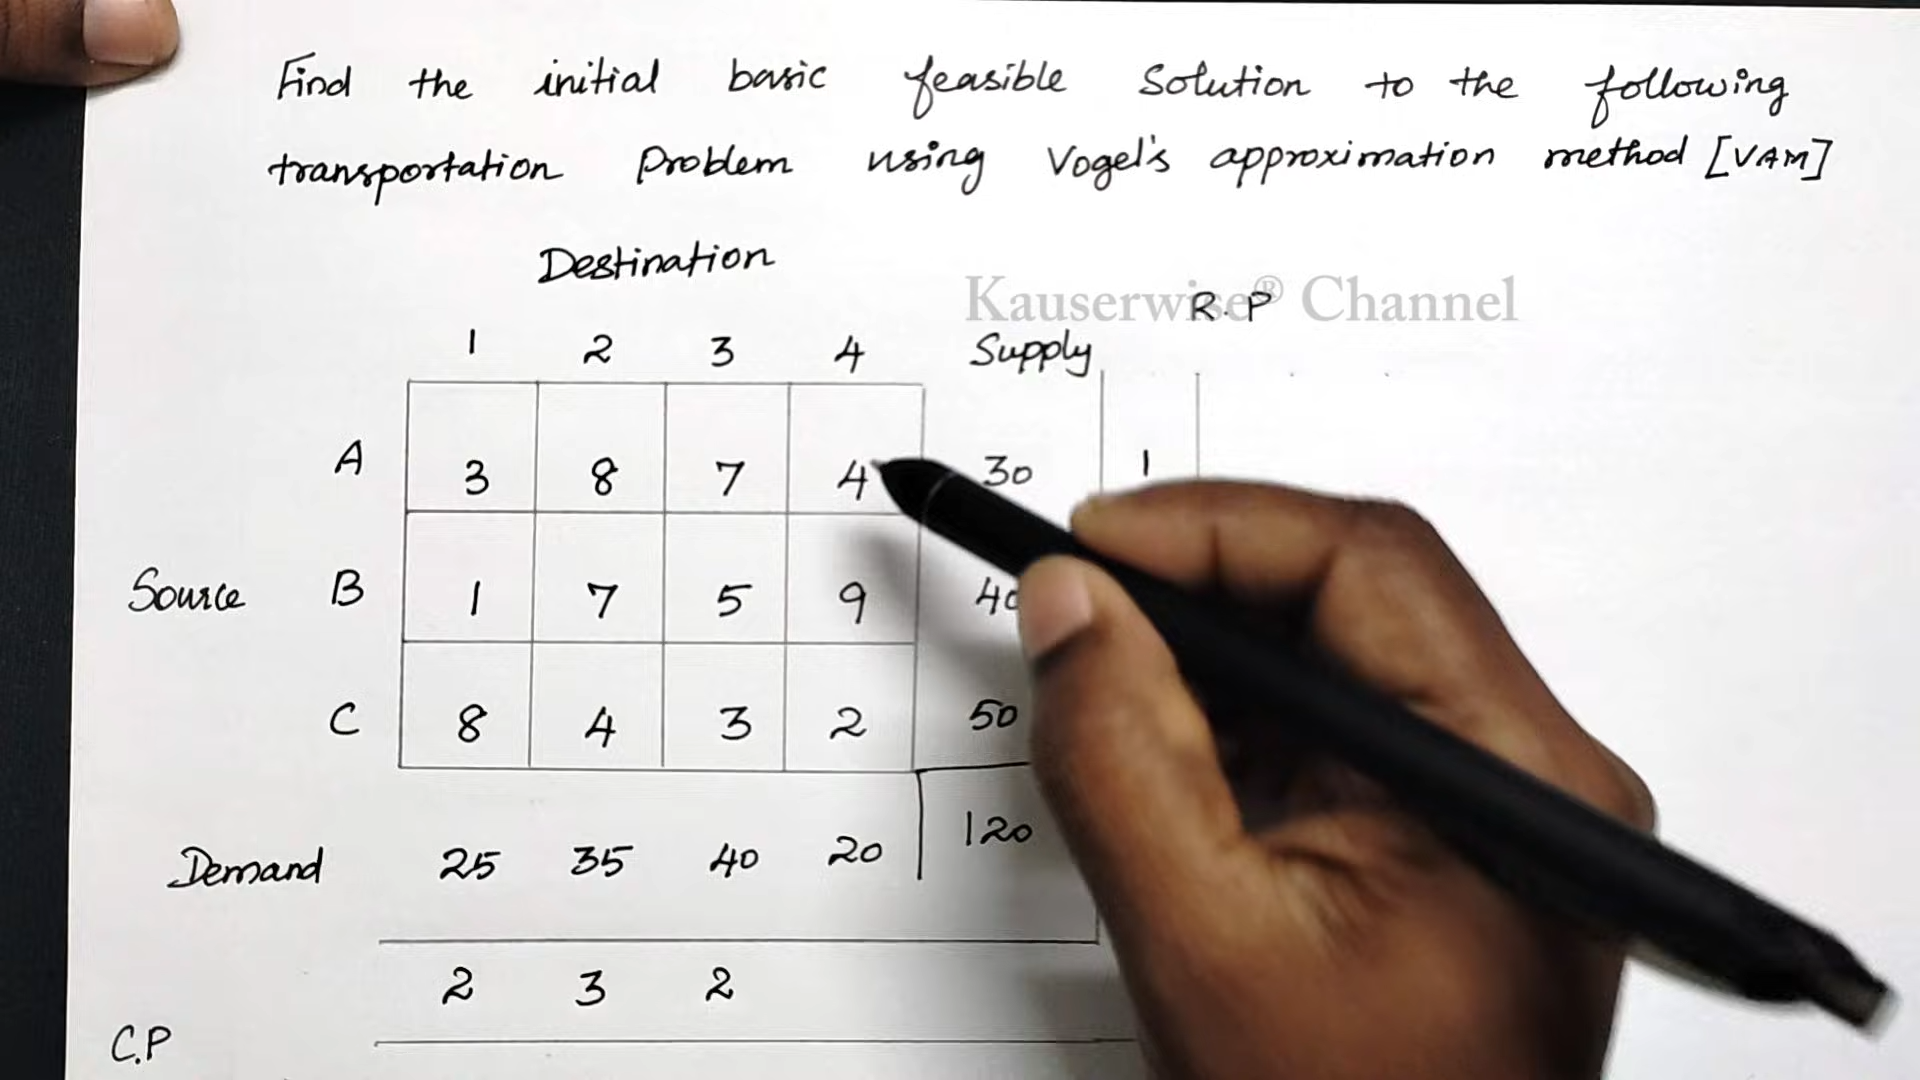 Find the initial basic feasible solution to the following
transportation problem using Vogel's approximation method [VAM]
Destination
Kauserwise® Channel
R.P
1 2 3 4 Supply
A 3 8 7 4 30 1
Source B 1 7 5 9
C 8 4 3 2 50
Demand 25 35 40 20 120
2 3 2
C.P